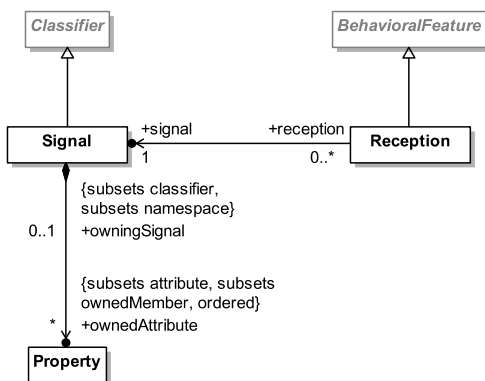 Classifier
BehavioralFeature
+signal
+reception
Signal
Reception
1
0..*
{subsets classifier,
subsets namespace}
0..1
+owningSignal
{subsets attribute, subsets
ownedMember, ordered}
*
+ownedAttribute
Property